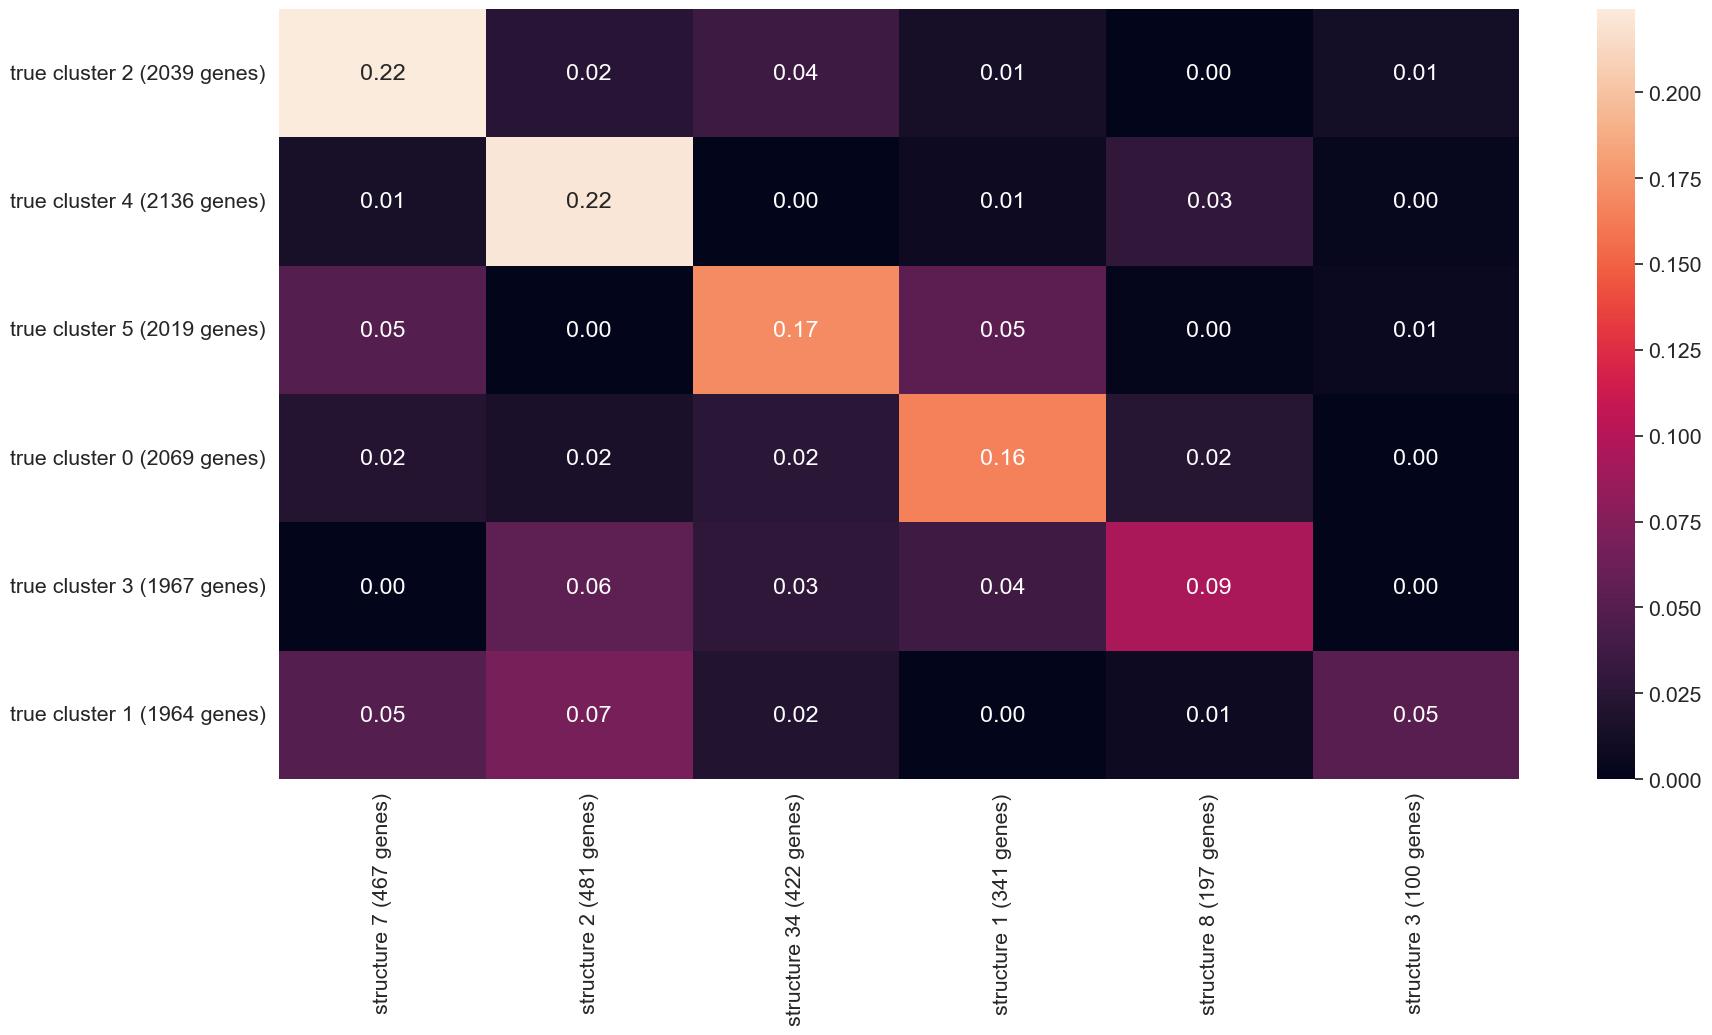 true cluster 2 (2039 genes) 0.22 0.02 0.04 0.01 0.00 0.01
true cluster 4 (2136 genes) 0.01 0.22 0.00 0.01 0.03 0.00
true cluster 5 (2019 genes) 0.05 0.00 0.17 0.05 0.00 0.01
true cluster 0 (2069 genes) 0.02 0.02 0.02 0.16 0.02 0.00
true cluster 3 (1967 genes) 0.00 0.06 0.03 0.04 0.09 0.00
true cluster 1 (1964 genes) 0.05 0.07 0.02 0.00 0.01 0.05
structure 7 (467 genes)
structure 2 (481 genes)
structure 34 (422 genes)
structure 1 (341 genes)
structure 8 (197 genes)
structure 3 (100 genes)
0.200
0.175
0.150
0.125
0.100
0.075
0.050
0.025
0.000